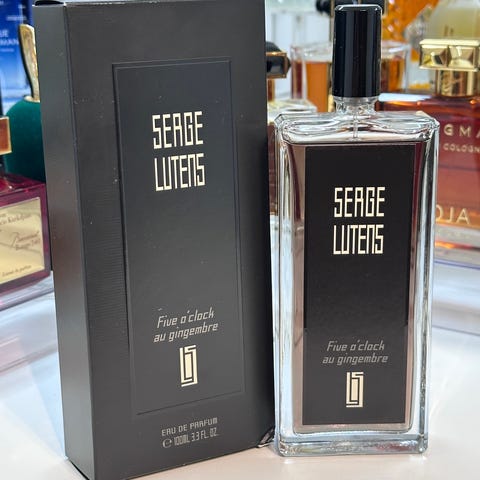 SERGE
LUTENS
Five o'clock
au gingembre
EAU DE PARFUM
℮ 100ML 3.3 FL. OZ.
SERGE
LUTENS
Five o'clock
au gingembre
COLOGNE